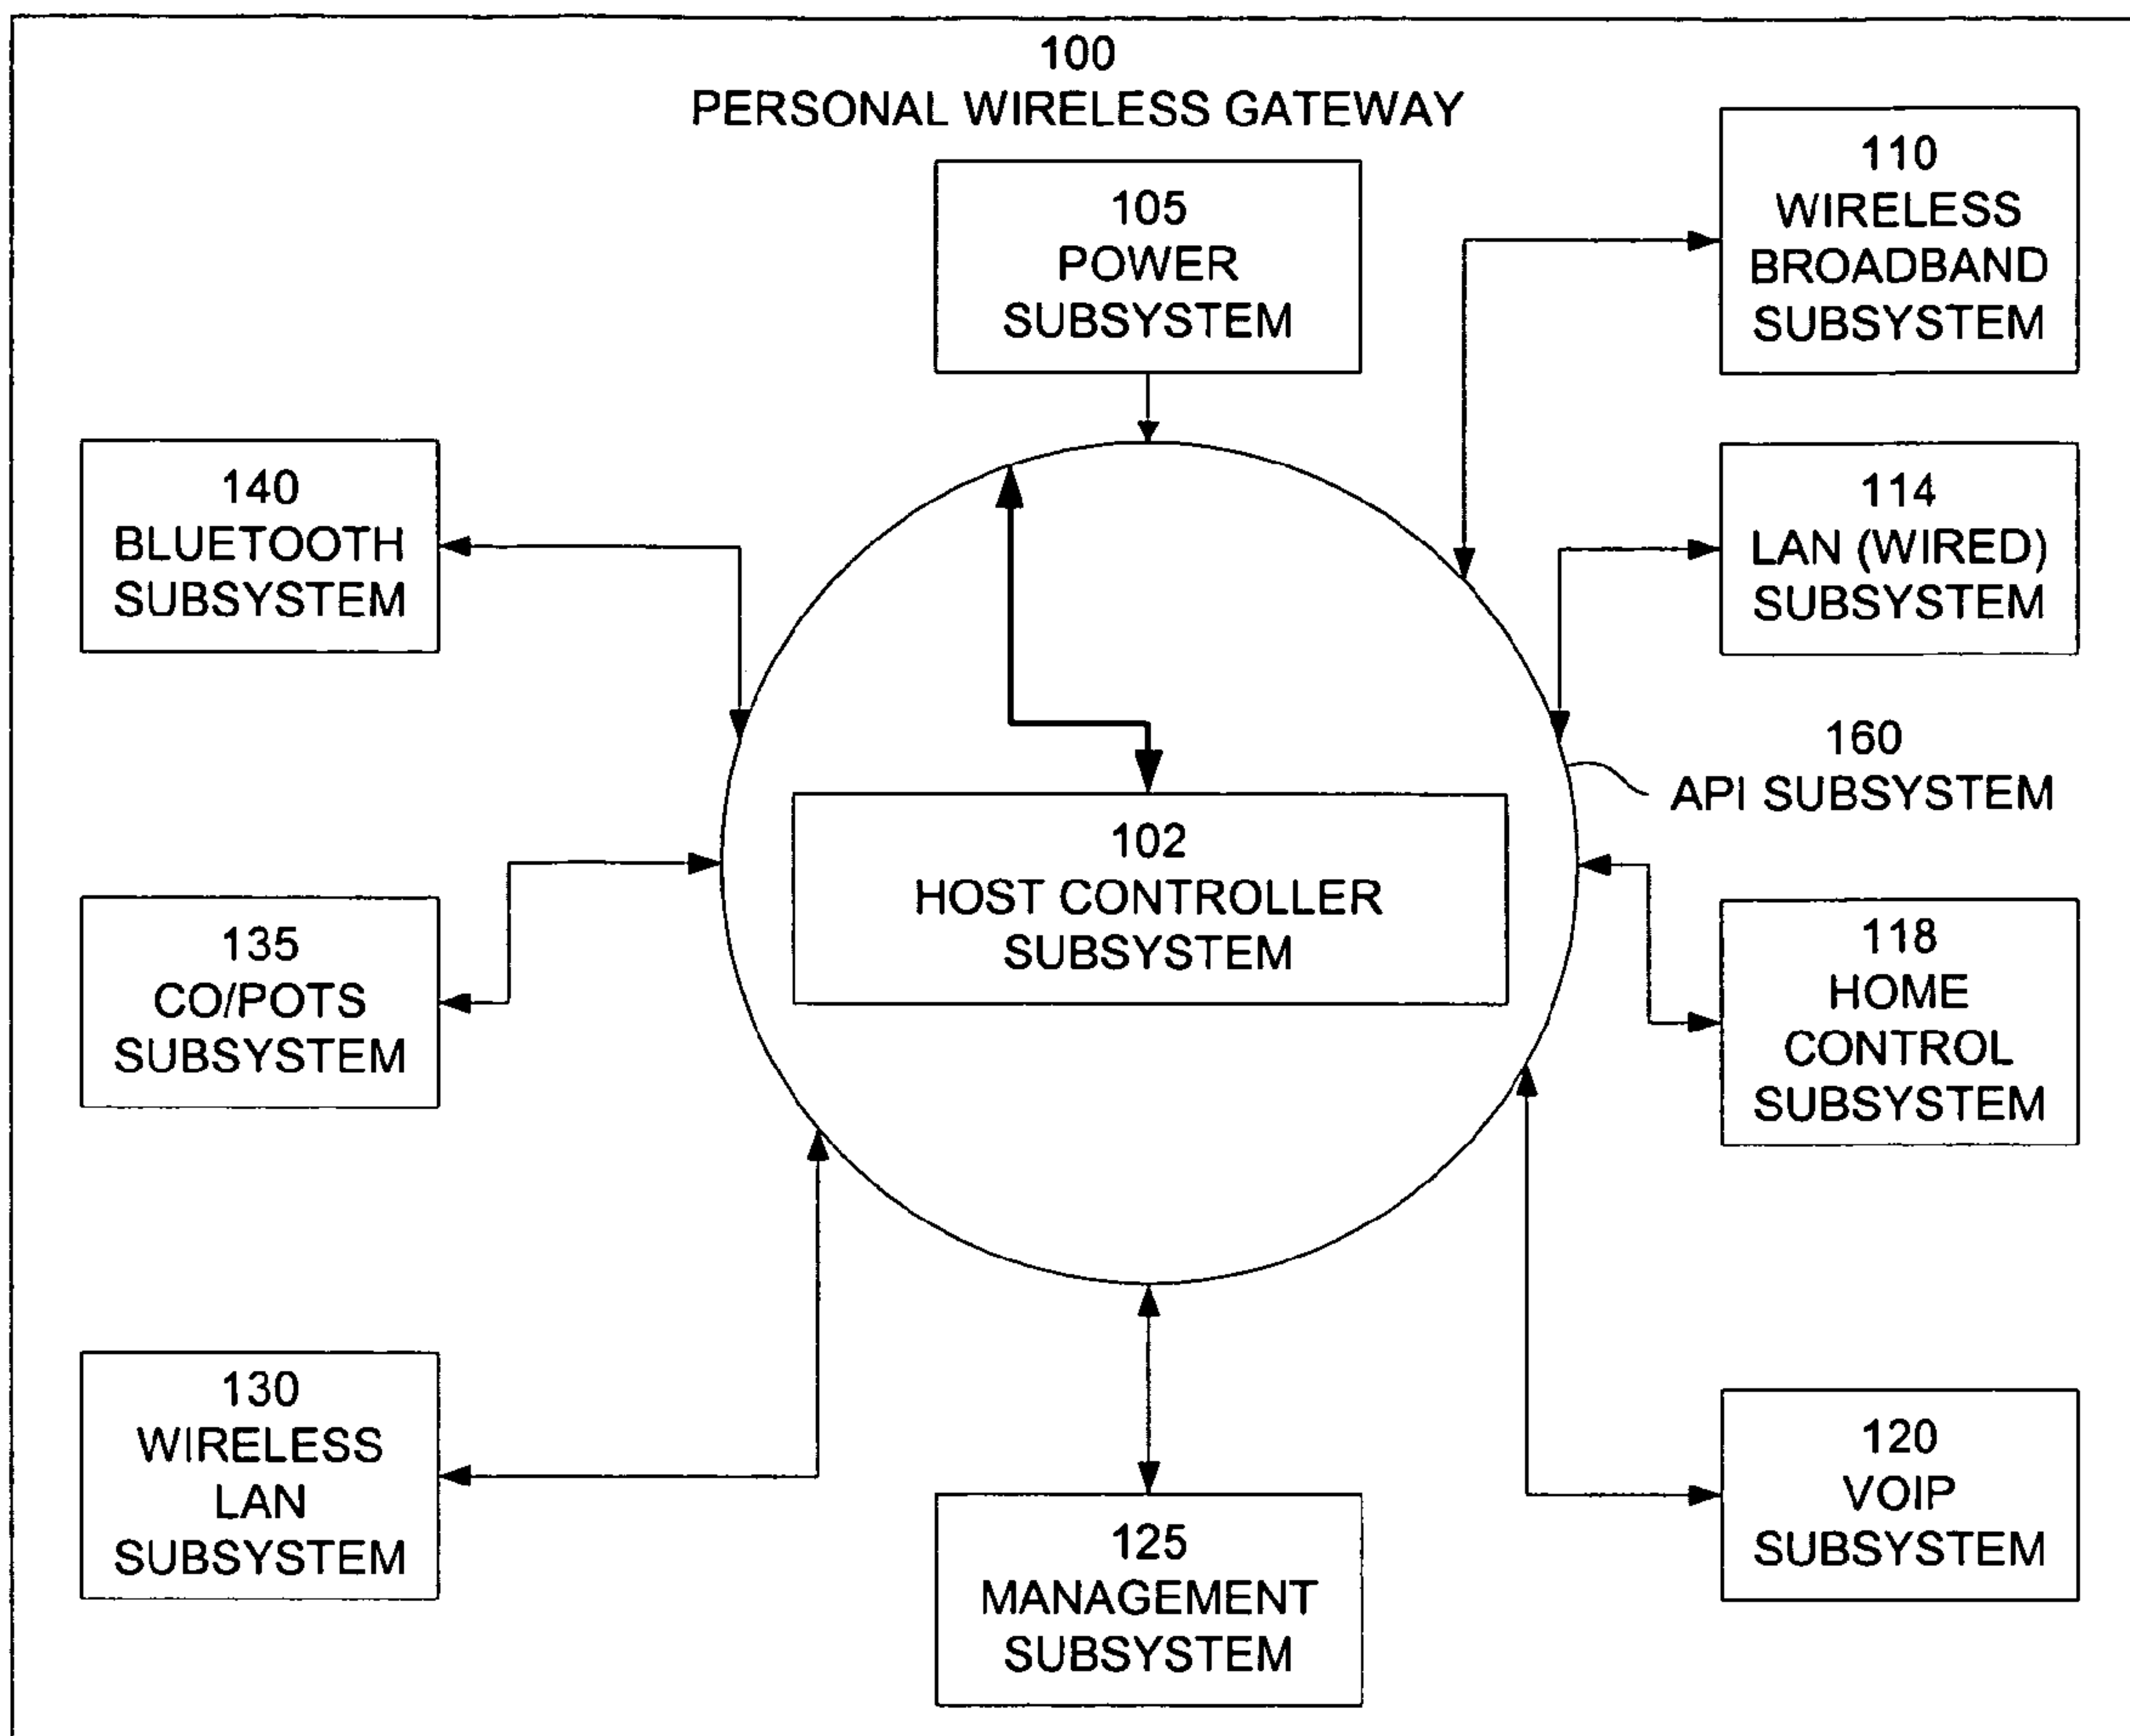 100
PERSONAL WIRELESS GATEWAY
105
POWER
SUBSYSTEM
110
WIRELESS
BROADBAND
SUBSYSTEM
140
BLUETOOTH
SUBSYSTEM
114
LAN (WIRED)
SUBSYSTEM
160
API SUBSYSTEM
102
HOST CONTROLLER
SUBSYSTEM
135
CO/POTS
SUBSYSTEM
118
HOME
CONTROL
SUBSYSTEM
130
WIRELESS
LAN
SUBSYSTEM
125
MANAGEMENT
SUBSYSTEM
120
VOIP
SUBSYSTEM